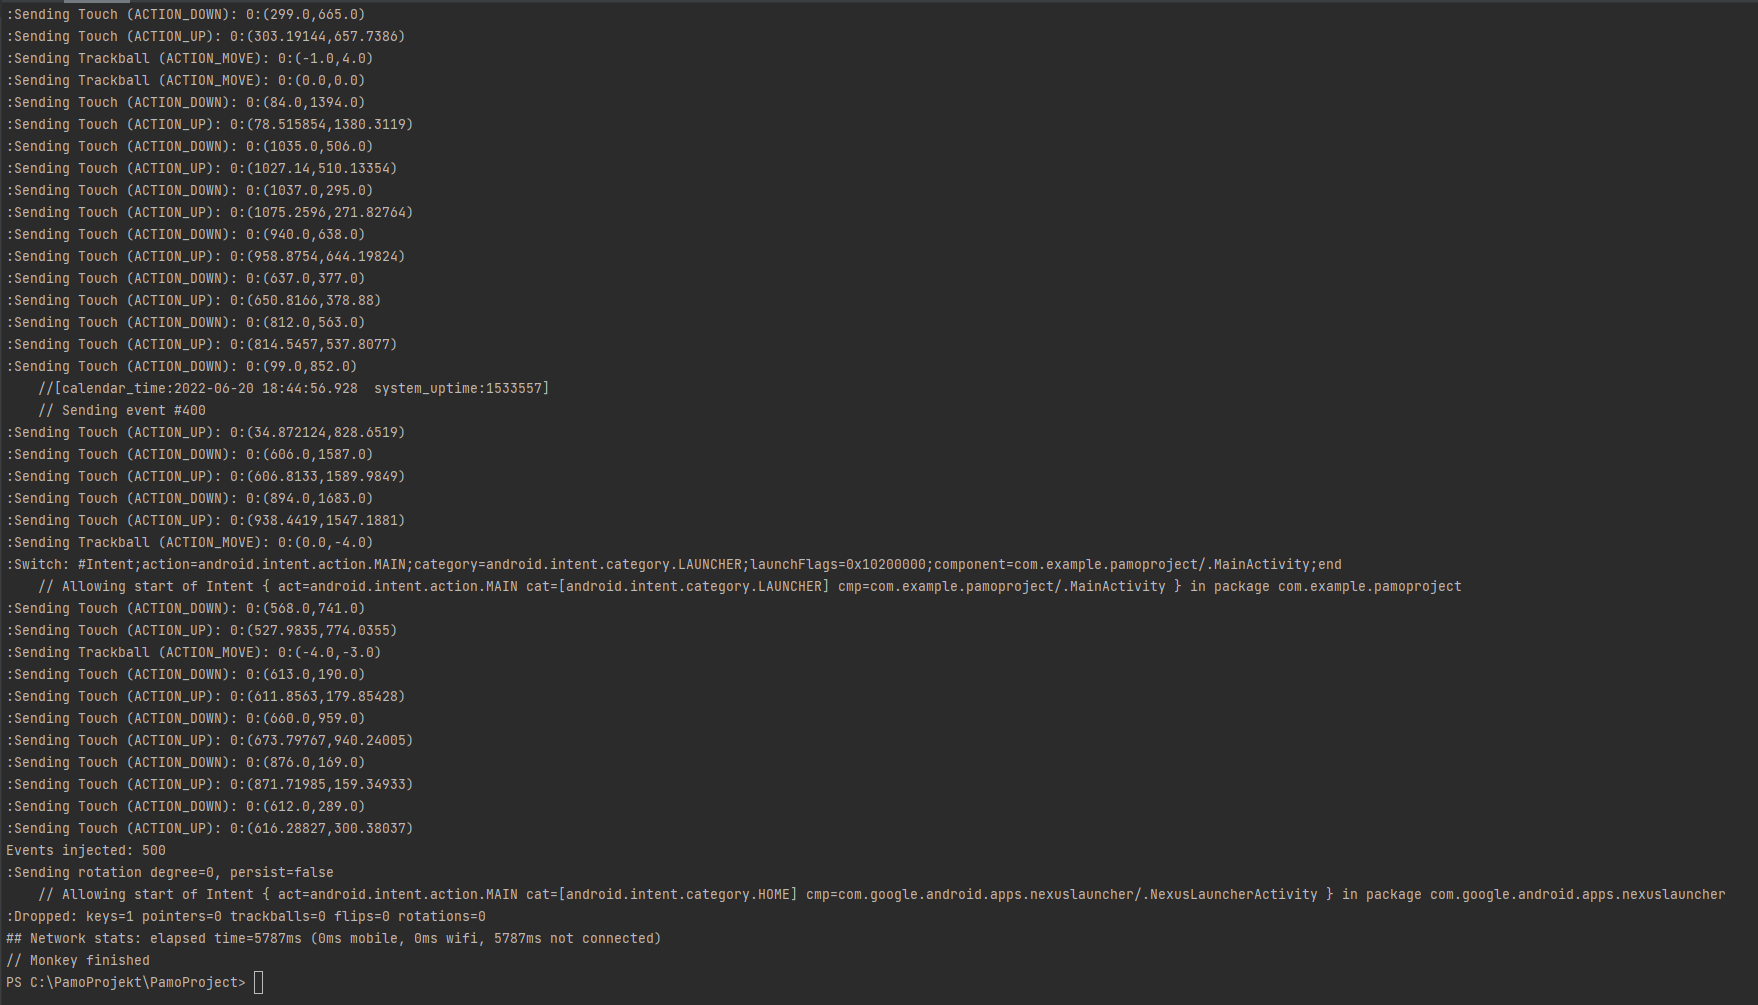 :Sending Touch (ACTION_DOWN): 0:(299.0,665.0)
:Sending Touch (ACTION_UP): 0:(303.19144,657.7386)
:Sending Trackball (ACTION_MOVE): 0:(-1.0,4.0)
:Sending Trackball (ACTION_MOVE): 0:(0.0,0.0)
:Sending Touch (ACTION_DOWN): 0:(84.0,1394.0)
:Sending Touch (ACTION_UP): 0:(78.515854,1380.3119)
:Sending Touch (ACTION_DOWN): 0:(1035.0,506.0)
:Sending Touch (ACTION_UP): 0:(1027.14,510.13354)
:Sending Touch (ACTION_DOWN): 0:(1037.0,295.0)
:Sending Touch (ACTION_UP): 0:(1075.2596,271.82764)
:Sending Touch (ACTION_DOWN): 0:(940.0,638.0)
:Sending Touch (ACTION_UP): 0:(958.8754,644.19824)
:Sending Touch (ACTION_DOWN): 0:(637.0,377.0)
:Sending Touch (ACTION_UP): 0:(650.8166,378.88)
:Sending Touch (ACTION_DOWN): 0:(812.0,563.0)
:Sending Touch (ACTION_UP): 0:(814.5457,537.8077)
:Sending Touch (ACTION_DOWN): 0:(99.0,852.0)
    //[calendar_time:2022-06-20 18:44:56.928  system_uptime:1533557]
    // Sending event #400
:Sending Touch (ACTION_UP): 0:(34.872124,828.6519)
:Sending Touch (ACTION_DOWN): 0:(606.0,1587.0)
:Sending Touch (ACTION_UP): 0:(606.8133,1589.9849)
:Sending Touch (ACTION_DOWN): 0:(894.0,1683.0)
:Sending Touch (ACTION_UP): 0:(938.4419,1547.1881)
:Sending Trackball (ACTION_MOVE): 0:(0.0,-4.0)
:Switch: #Intent;action=android.intent.action.MAIN;category=android.intent.category.LAUNCHER;launchFlags=0x10200000;component=com.example.pamoproject/.MainActivity;end
    // Allowing start of Intent { act=android.intent.action.MAIN cat=[android.intent.category.LAUNCHER] cmp=com.example.pamoproject/.MainActivity } in package com.example.pamoproject
:Sending Touch (ACTION_DOWN): 0:(568.0,741.0)
:Sending Touch (ACTION_UP): 0:(527.9835,774.0355)
:Sending Trackball (ACTION_MOVE): 0:(-4.0,-3.0)
:Sending Touch (ACTION_DOWN): 0:(613.0,190.0)
:Sending Touch (ACTION_UP): 0:(611.8563,179.85428)
:Sending Touch (ACTION_DOWN): 0:(660.0,959.0)
:Sending Touch (ACTION_UP): 0:(673.79767,940.24005)
:Sending Touch (ACTION_DOWN): 0:(876.0,169.0)
:Sending Touch (ACTION_UP): 0:(871.71985,159.34933)
:Sending Touch (ACTION_DOWN): 0:(612.0,289.0)
:Sending Touch (ACTION_UP): 0:(616.28827,300.38037)
Events injected: 500
:Sending rotation degree=0, persist=false
    // Allowing start of Intent { act=android.intent.action.MAIN cat=[android.intent.category.HOME] cmp=com.google.android.apps.nexuslauncher/.NexusLauncherActivity } in package com.google.android.apps.nexuslauncher
:Dropped: keys=1 pointers=0 trackballs=0 flips=0 rotations=0
## Network stats: elapsed time=5787ms (0ms mobile, 0ms wifi, 5787ms not connected)
// Monkey finished
PS C:\PamoProjekt\PamoProject>